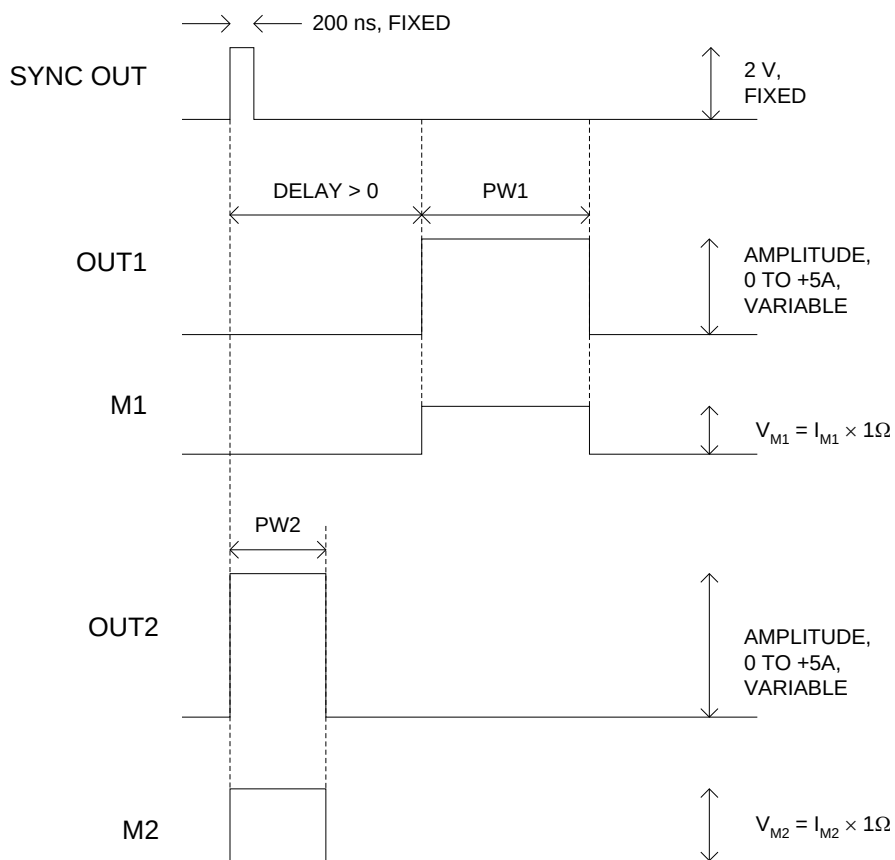 200 ns, FIXED
SYNC OUT
2 V,
FIXED
DELAY > 0
PW1
OUT1
AMPLITUDE,
0 TO +5A,
VARIABLE
M1
V_M1 = I_M1 × 1Ω
PW2
OUT2
AMPLITUDE,
0 TO +5A,
VARIABLE
M2
V_M2 = I_M2 × 1Ω